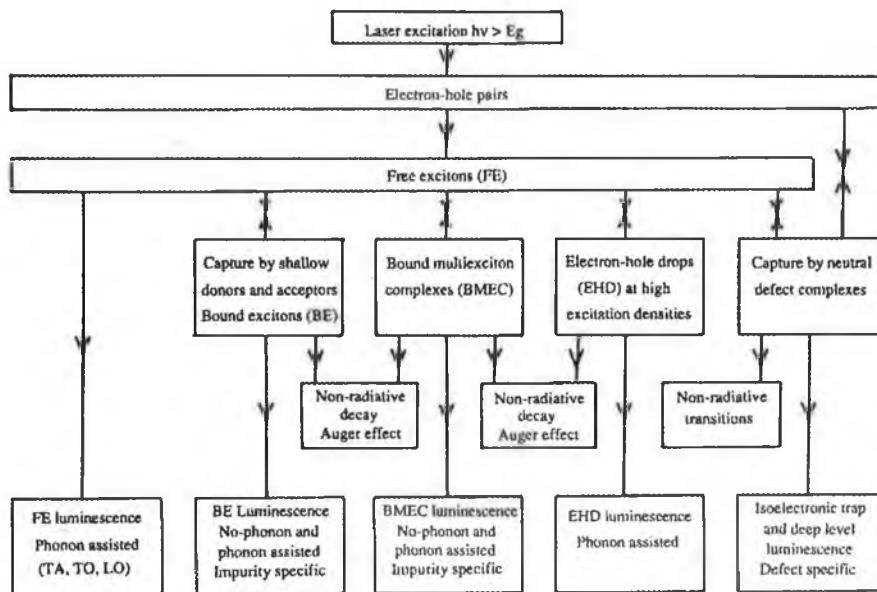 Laser excitation hv > Eg
Electron-hole pairs
Free excitons (FE)
Capture by shallow
donors and acceptors
Bound excitons (BE)
Bound multiexciton
complexes (BMEC)
Electron-hole drops
(EHD) at high
excitation densities
Capture by neutral
defect complexes
Non-radiative
decay
Auger effect
Non-radiative
decay
Auger effect
Non-radiative
transitions
FE luminescence
Phonon assisted
(TA, TO, LO)
BE Luminescence
No-phonon and
phonon assisted
Impurity specific
BMEC luminescence
No-phonon and
phonon assisted
Impurity specific
EHD luminescence
Phonon assisted
Isoelectronic trap
and deep level
luminescence
Defect specific